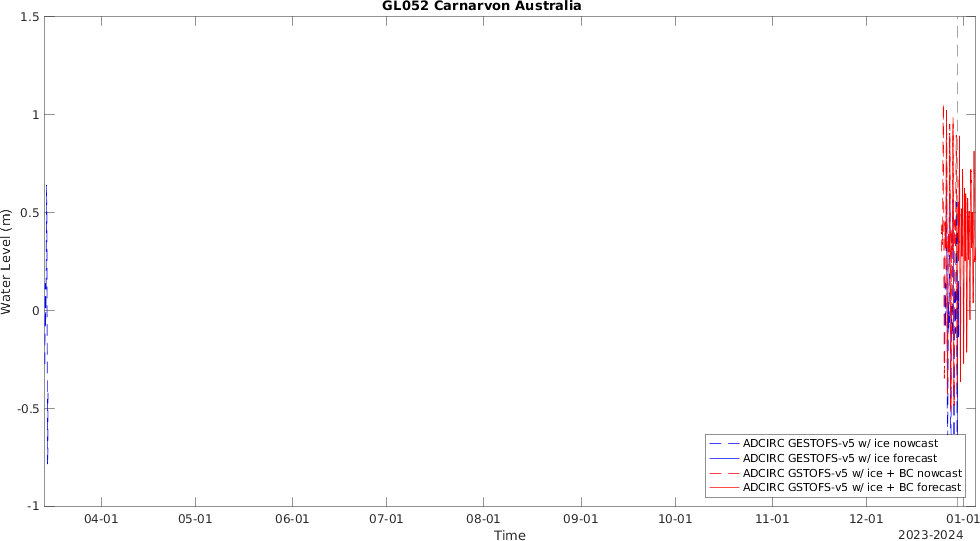 GL052 Carnarvon Australia
1.5
1
0.5
0
-0.5
-1
Water Level (m)
ADCIRC GESTOFS-v5 w/ ice nowcast
ADCIRC GESTOFS-v5 w/ ice forecast
ADCIRC GSTOFS-v5 w/ ice + BC nowcast
ADCIRC GSTOFS-v5 w/ ice + BC forecast
04-01 05-01 06-01 07-01 08-01 09-01 10-01 11-01 12-01 01-01
Time
2023-2024